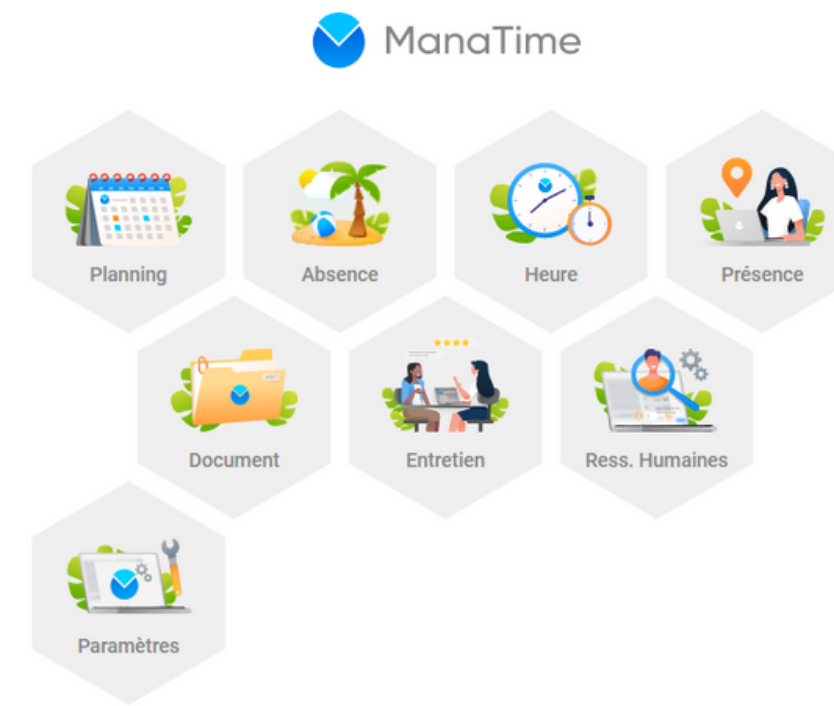 ManaTime
Planning
Absence
Heure
Présence
Document
Entretien
Ress. Humaines
Paramètres